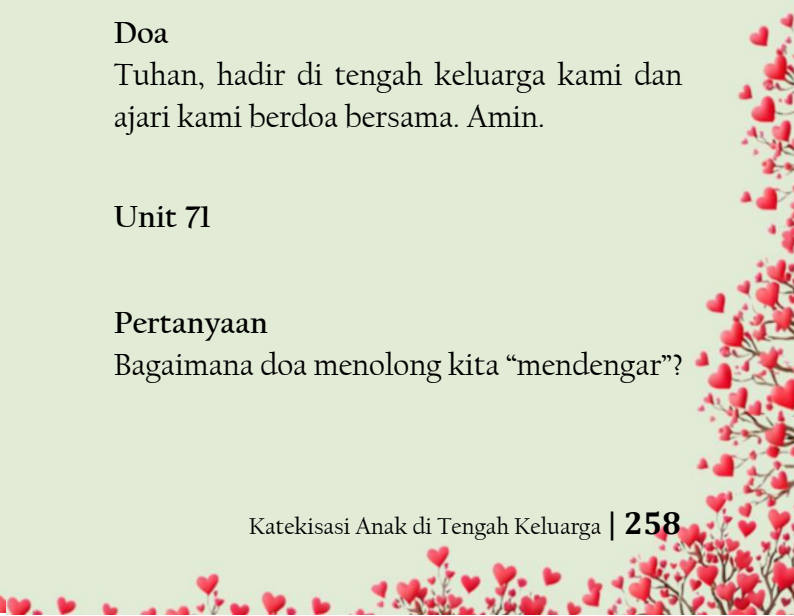 Doa
Tuhan, hadir di tengah keluarga kami dan
ajari kami berdoa bersama. Amin.
Unit 71
Pertanyaan
Bagaimana doa menolong kita “mendengar”?
Katekisasi Anak di Tengah Keluarga | 258